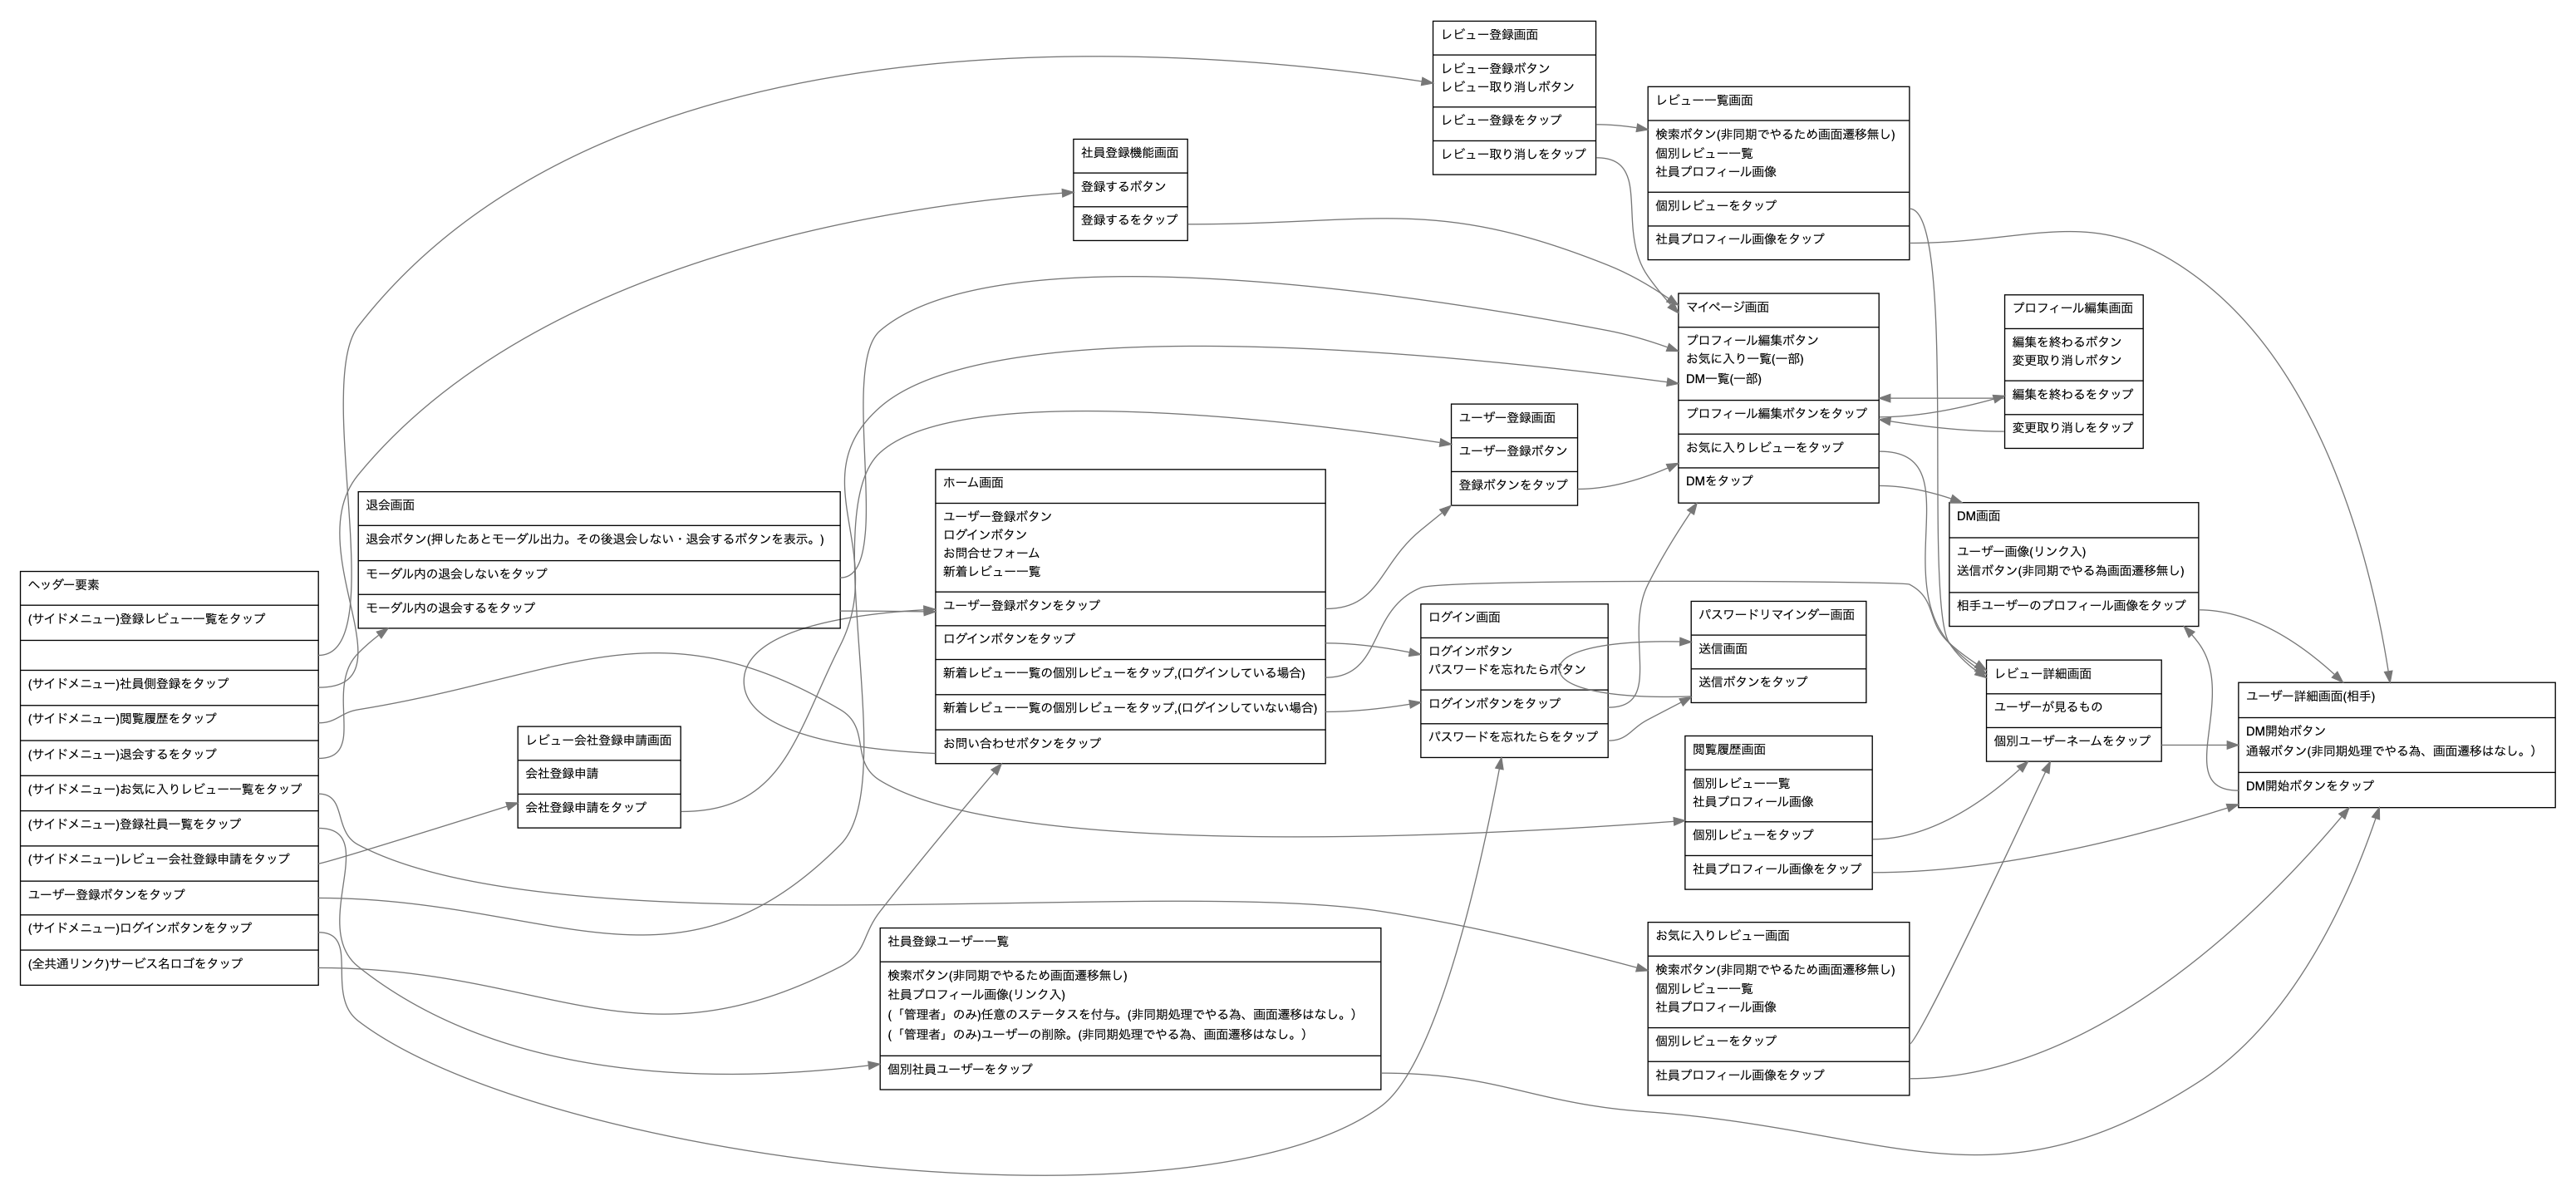 ヘッダー要素
(サイドメニュー)登録レビュー一覧をタップ
(サイドメニュー)社員側登録をタップ
(サイドメニュー)閲覧履歴をタップ
(サイドメニュー)退会するをタップ
(サイドメニュー)お気に入りレビュー一覧をタップ
(サイドメニュー)登録社員一覧をタップ
(サイドメニュー)レビュー会社登録申請をタップ
ユーザー登録ボタンをタップ
(サイドメニュー)ログインボタンをタップ
(全共通リンク)サービス名ロゴをタップ
退会画面
退会ボタン(押したあとモーダル出力。その後退会しない・退会するボタンを表示。)
モーダル内の退会しないをタップ
モーダル内の退会するをタップ
レビュー会社登録申請画面
会社登録申請
会社登録申請をタップ
ホーム画面
ユーザー登録ボタン
ログインボタン
お問合せフォーム
新着レビュー一覧
ユーザー登録ボタンをタップ
ログインボタンをタップ
新着レビュー一覧の個別レビューをタップ,(ログインしている場合)
新着レビュー一覧の個別レビューをタップ,(ログインしていない場合)
お問い合わせボタンをタップ
社員登録ユーザー一覧
検索ボタン(非同期でやるため画面遷移無し)
社員プロフィール画像(リンク入)
(「管理者」のみ)任意のステータスを付与。(非同期処理でやる為、画面遷移はなし。)
(「管理者」のみ)ユーザーの削除。(非同期処理でやる為、画面遷移はなし。)
個別社員ユーザーをタップ
社員登録機能画面
登録するボタン
登録するをタップ
レビュー登録画面
レビュー登録ボタン
レビュー取り消しボタン
レビュー登録をタップ
レビュー取り消しをタップ
ユーザー登録画面
ユーザー登録ボタン
登録ボタンをタップ
ログイン画面
ログインボタン
パスワードを忘れたらボタン
ログインボタンをタップ
パスワードを忘れたらをタップ
レビュー一覧画面
検索ボタン(非同期でやるため画面遷移無し)
個別レビュー一覧
社員プロフィール画像
個別レビューをタップ
社員プロフィール画像をタップ
マイページ画面
プロフィール編集ボタン
お気に入り一覧(一部)
DM一覧(一部)
プロフィール編集ボタンをタップ
お気に入りレビューをタップ
DMをタップ
パスワードリマインダー画面
送信画面
送信ボタンをタップ
閲覧履歴画面
個別レビュー一覧
社員プロフィール画像
個別レビューをタップ
社員プロフィール画像をタップ
お気に入りレビュー画面
検索ボタン(非同期でやるため画面遷移無し)
個別レビュー一覧
社員プロフィール画像
個別レビューをタップ
社員プロフィール画像をタップ
プロフィール編集画面
編集を終わるボタン
変更取り消しボタン
編集を終わるをタップ
変更取り消しをタップ
DM画面
ユーザー画像(リンク入)
送信ボタン(非同期でやる為画面遷移無し)
相手ユーザーのプロフィール画像をタップ
レビュー詳細画面
ユーザーが見るもの
個別ユーザーネームをタップ
ユーザー詳細画面(相手)
DM開始ボタン
通報ボタン(非同期処理でやる為、画面遷移はなし。)
DM開始ボタンをタップ